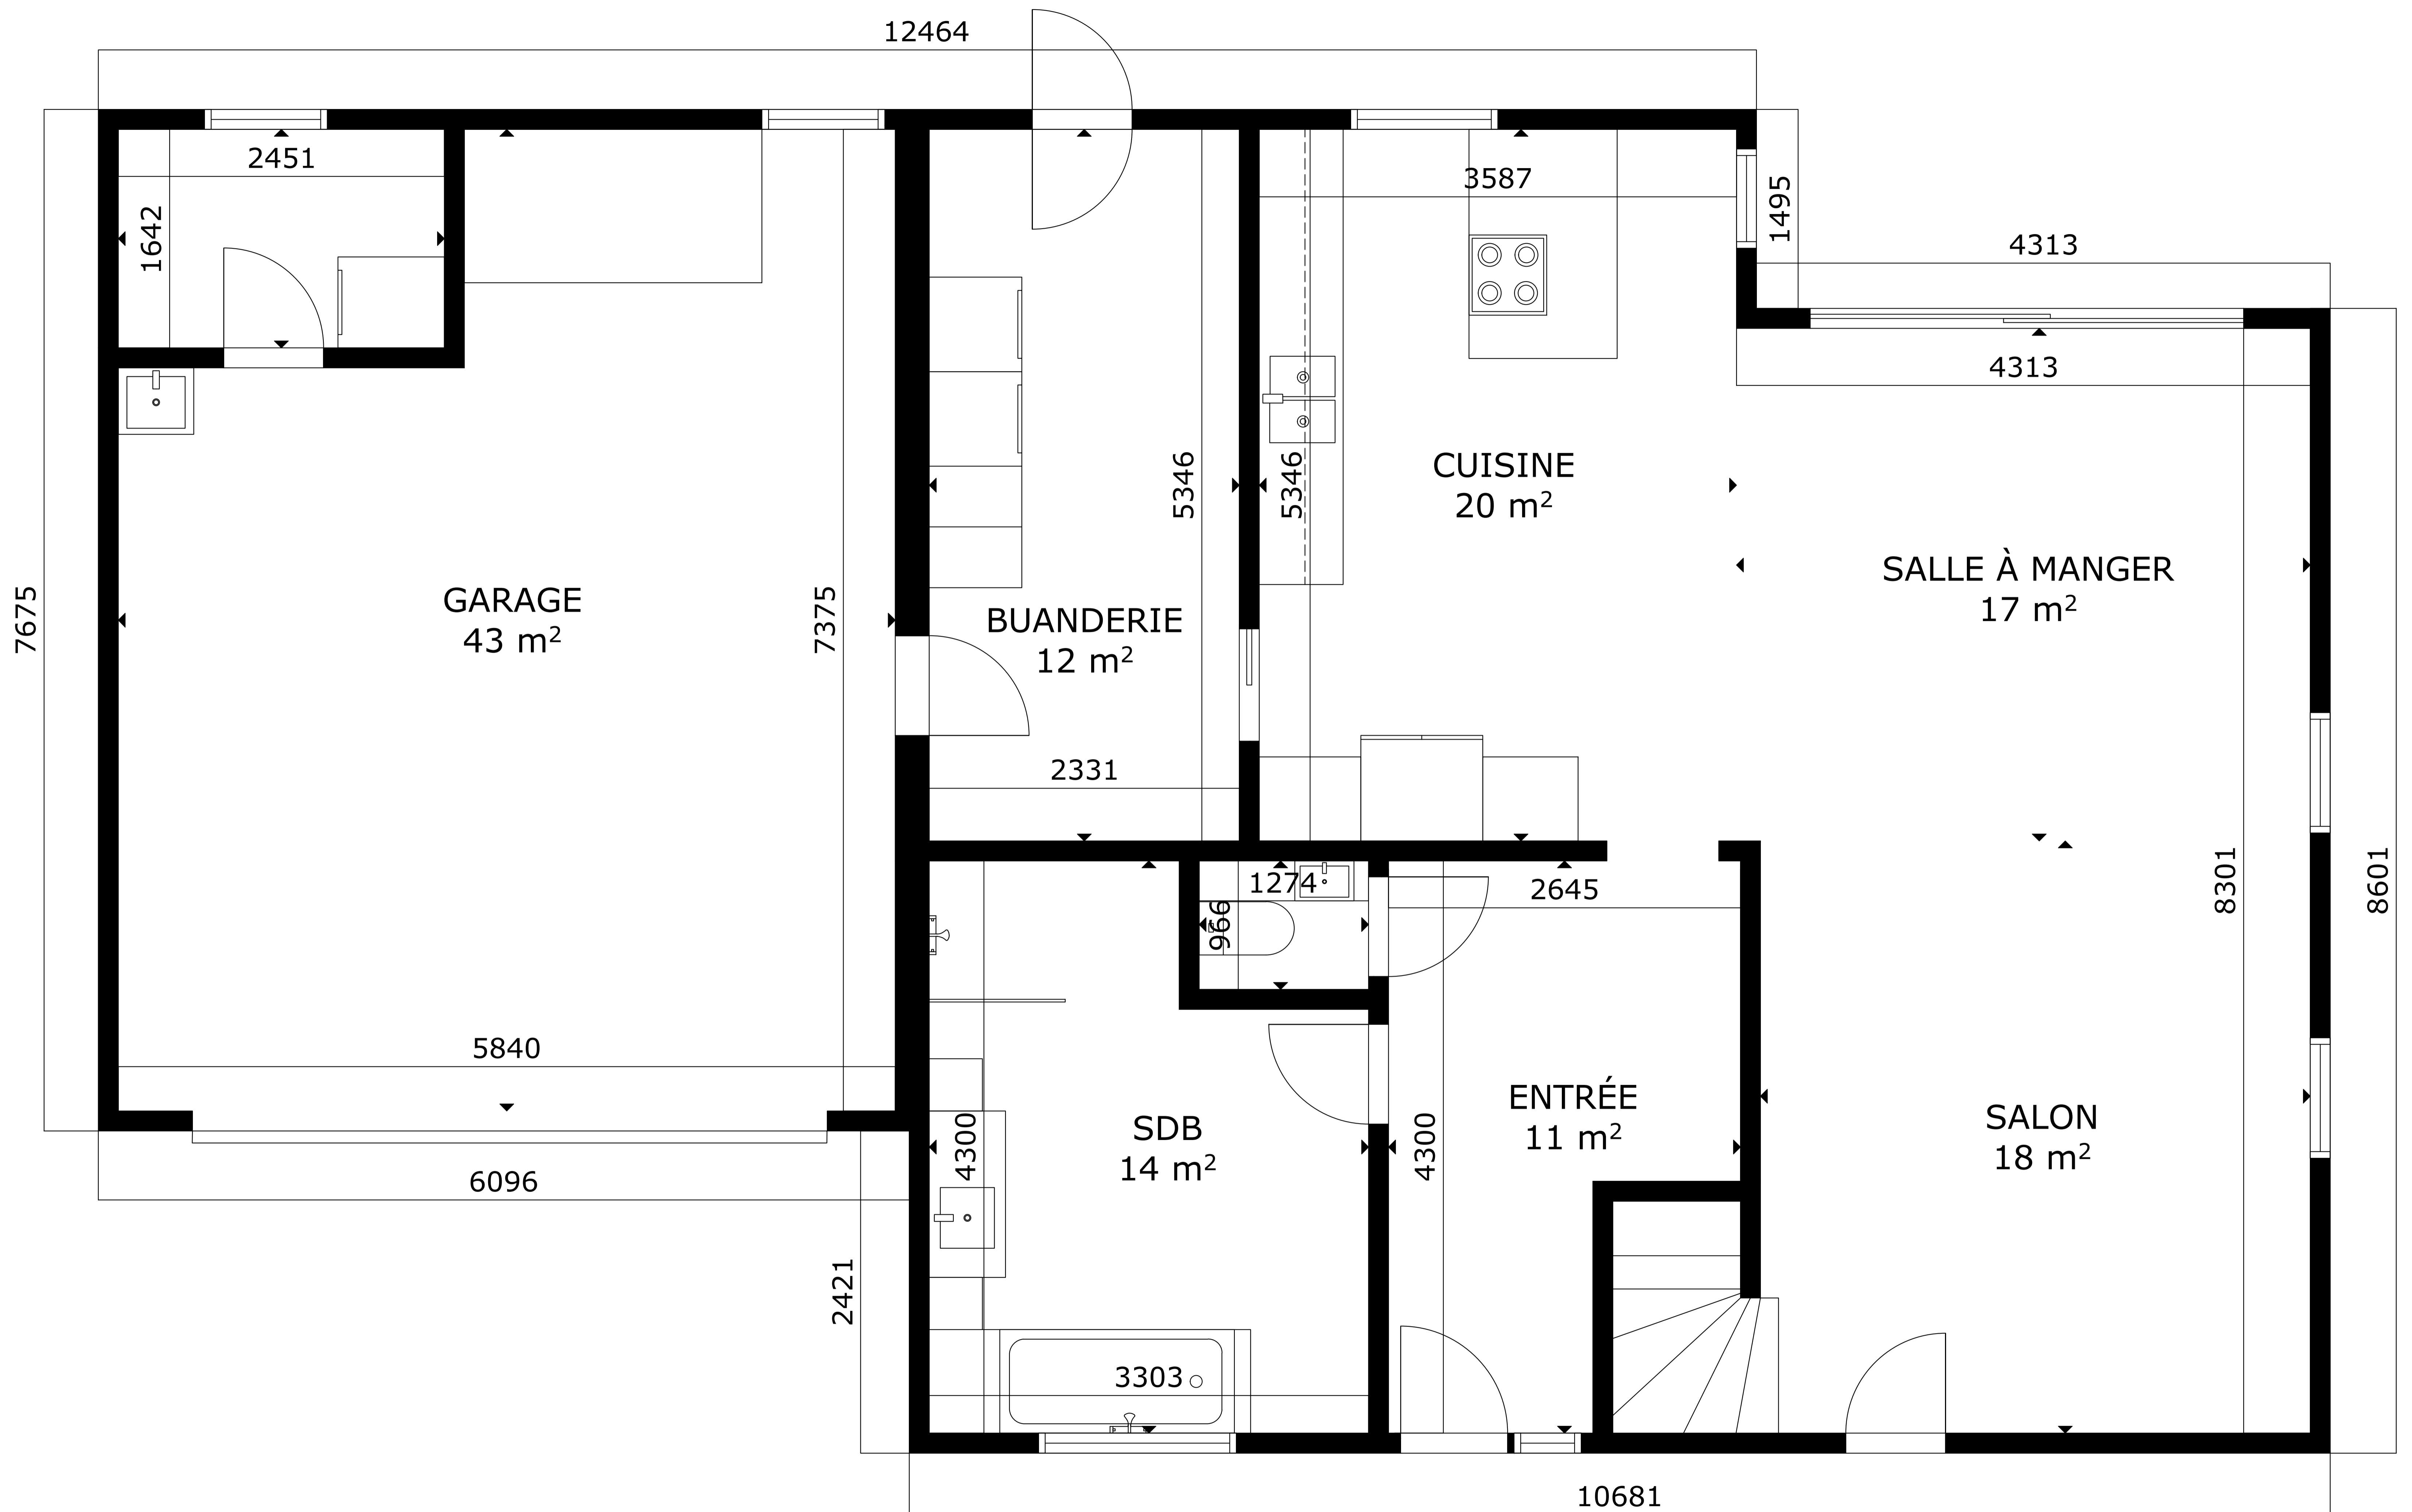 12464
2451
1642
3587
1495
4313
4313
CUISINE
20 m²
5346
5346
SALLE À MANGER
17 m²
GARAGE
43 m²
7675
7375
BUANDERIE
12 m²
2331
1274
966
2645
8301
8601
5840
SDB
14 m²
4300
4300
ENTRÉE
11 m²
SALON
18 m²
6096
2421
3303
10681